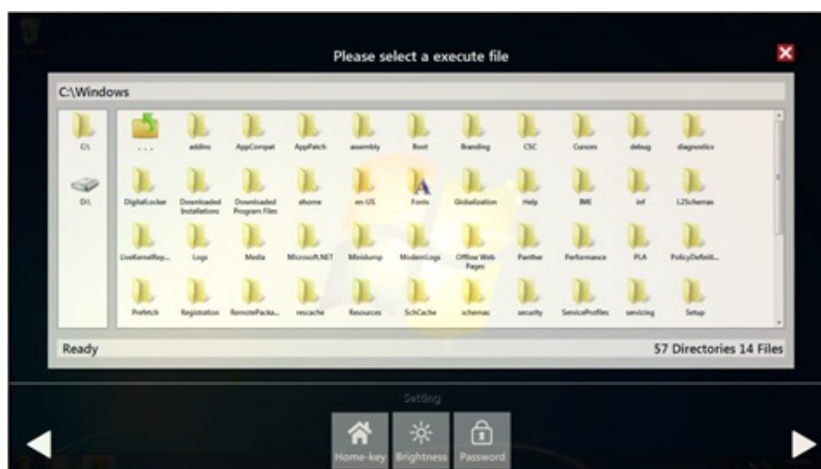 Please select a execute file
C:\Windows
C:\
D:\
. . .
addins
AppCompat
AppPatch
assembly
Boot
Branding
CSC
Cursors
debug
diagnostics
DigitalLocker
Downloaded
Installations
Downloaded
Program Files
ehome
en-US
Fonts
Globalization
Help
IME
inf
L2Schemas
LiveKernelRep...
Logs
Media
Microsoft.NET
Minidump
ModemLogs
Offline Web
Pages
Panther
Performance
PLA
PolicyDefiniti...
Prefetch
Registration
RemotePacka...
rescache
Resources
SchCache
schemas
security
ServiceProfiles
servicing
Setup
Ready
57 Directories 14 Files
Setting
Home-key
Brightness
Password